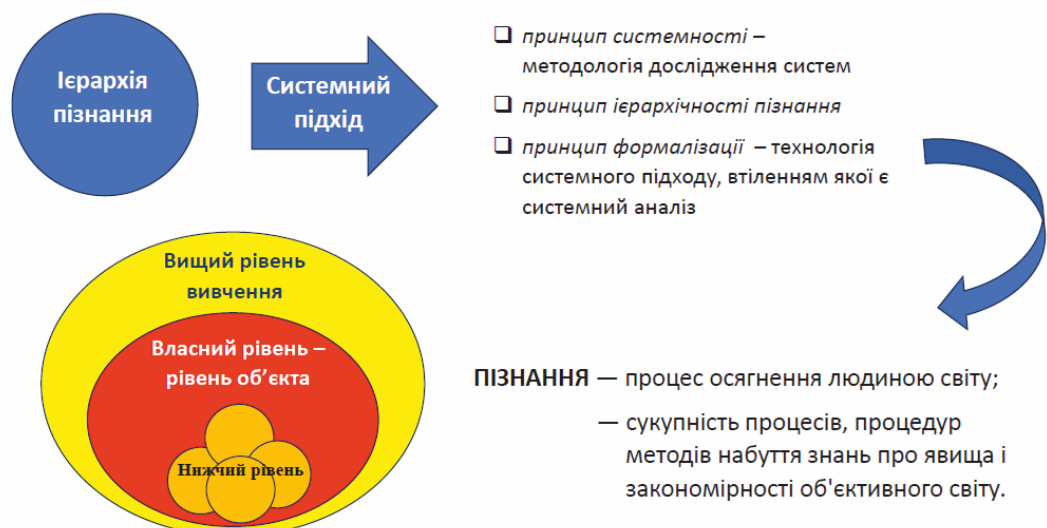 Ієрархія
пізнання
Системний
підхід
❑ принцип системності –
методологія дослідження систем
❑ принцип ієрархічності пізнання
❑ принцип формалізації – технологія
системного підходу, втіленням якої є
системний аналіз
Вищий рівень
вивчення
Власний рівень –
рівень об’єкта
Нижчий рівень
ПІЗНАННЯ — процес осягнення людиною світу;
— сукупність процесів, процедур
методів набуття знань про явища і
закономірності об'єктивного світу.